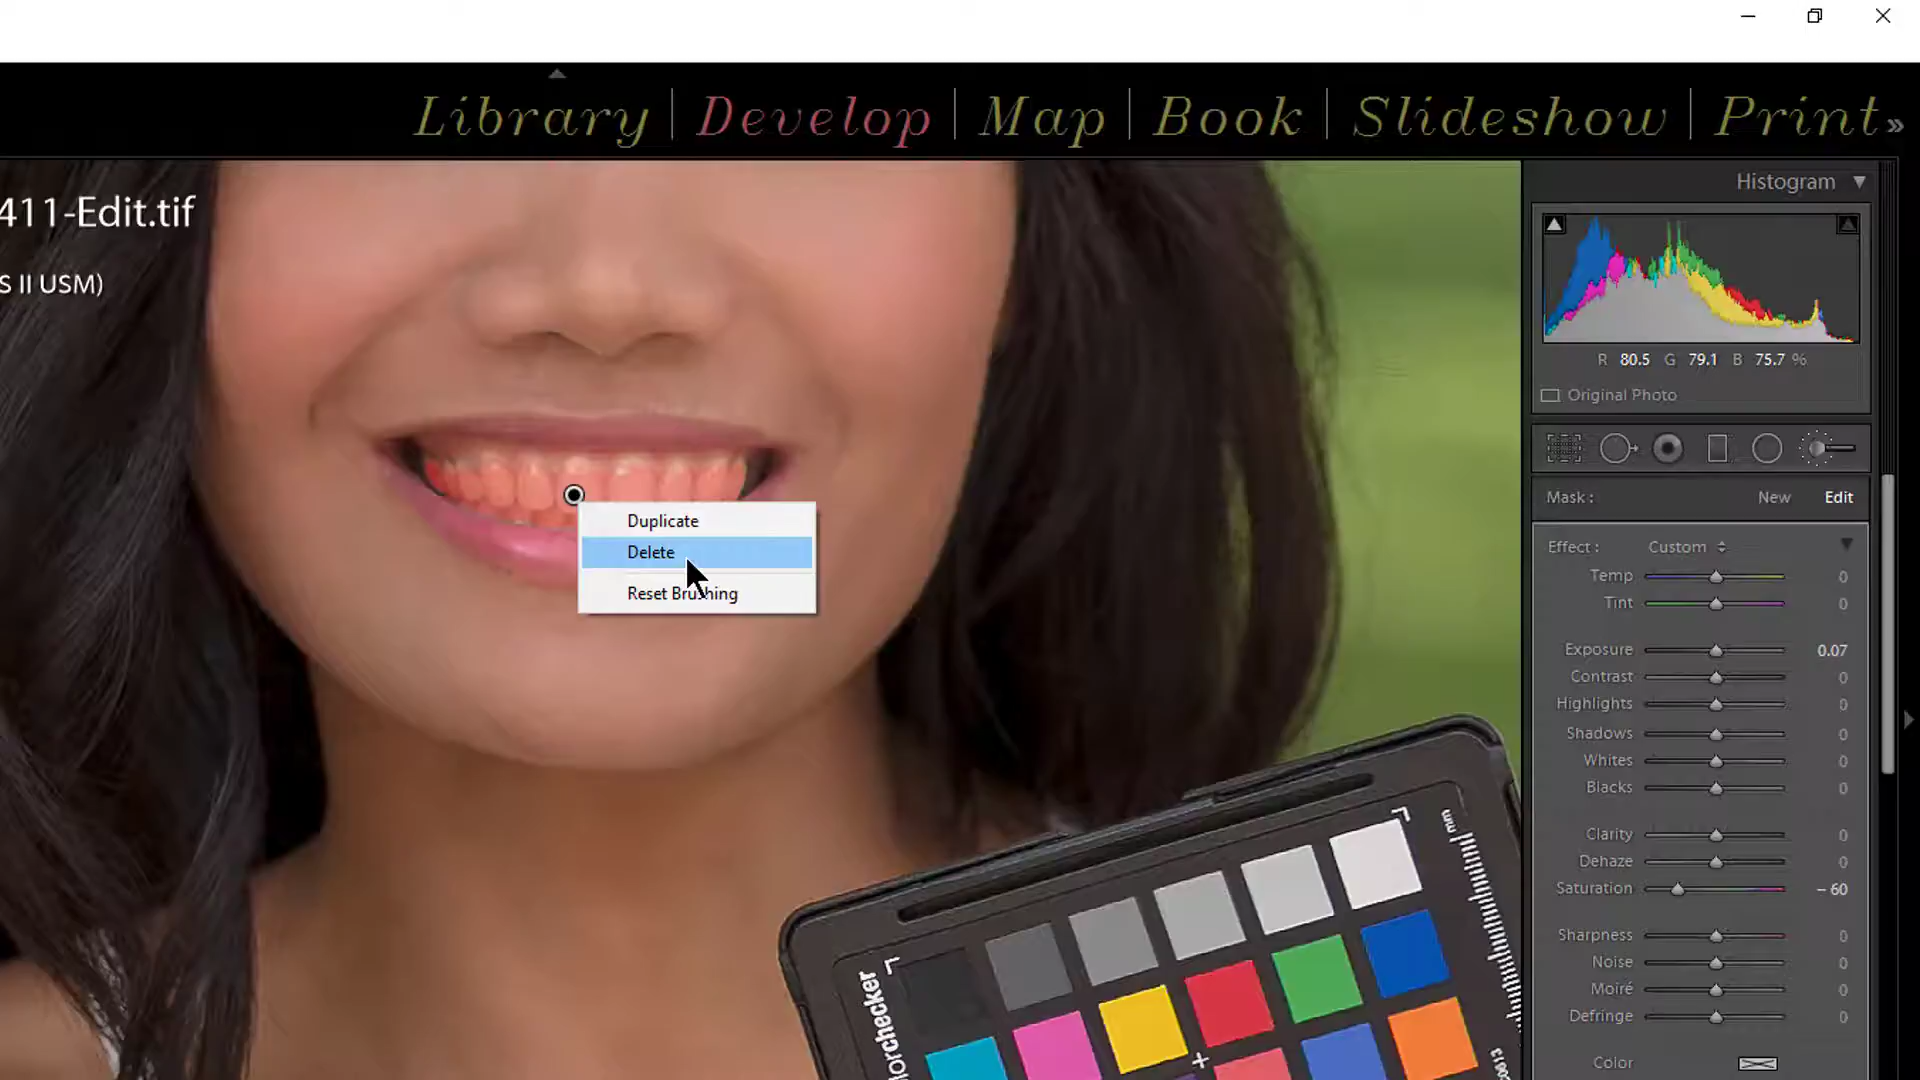 Library | Develop | Map | Book | Slideshow | Print »
411-Edit.tif
S II USM)
Histogram
R 80.5 G 79.1 B 75.7 %
Original Photo
Mask : New Edit
Effect : Custom
Temp 0
Tint 0
Exposure 0.07
Contrast 0
Highlights 0
Shadows 0
Whites 0
Blacks 0
Clarity 0
Dehaze 0
Saturation – 60
Sharpness 0
Noise 0
Moiré 0
Defringe 0
Color
Duplicate
Delete
Reset Brushing
lorchecker
mm